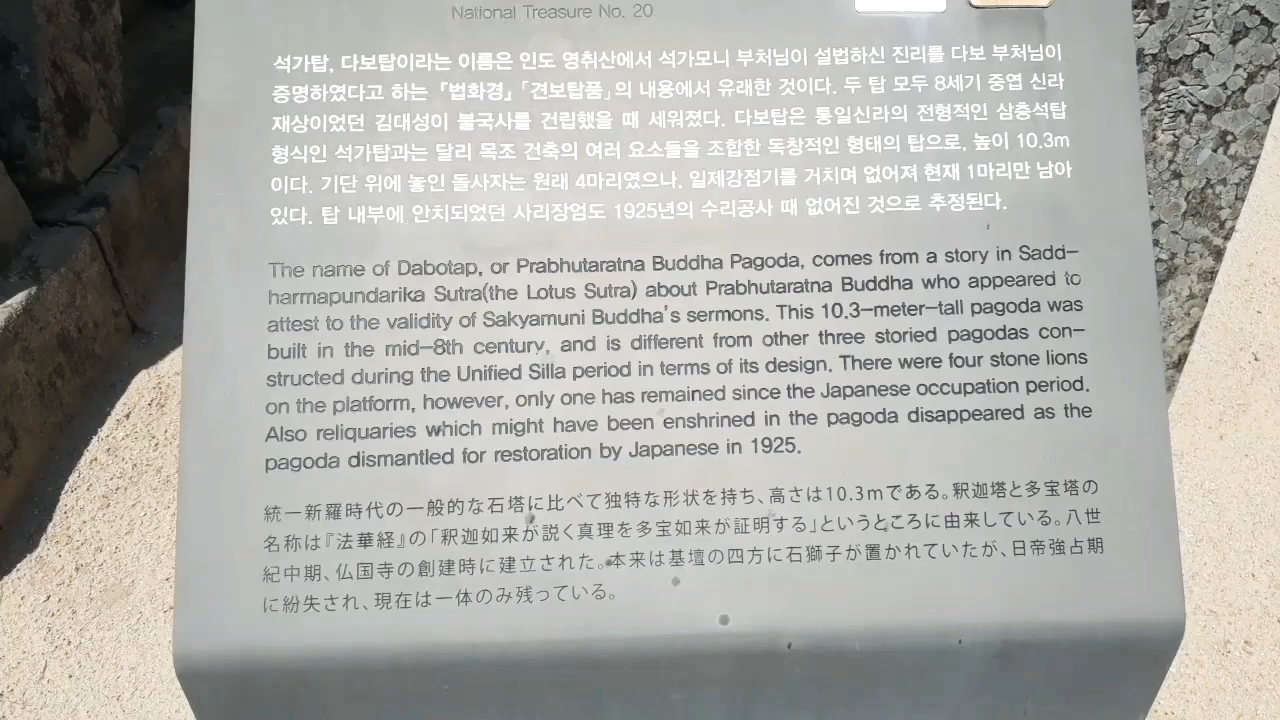 National Treasure No. 20
석가탑, 다보탑이라는 이름은 인도 영취산에서 석가모니 부처님이 설법하신 진리를 다보 부처님이
증명하였다고 하는 『법화경』「견보탑품」의 내용에서 유래한 것이다. 두 탑 모두 8세기 중엽 신라
재상이었던 김대성이 불국사를 건립했을 때 세워졌다. 다보탑은 통일신라의 전형적인 삼층석탑
형식인 석가탑과는 달리 목조 건축의 여러 요소들을 조합한 독창적인 형태의 탑으로, 높이 10.3m
이다. 기단 위에 놓인 돌사자는 원래 4마리였으나, 일제강점기를 거치며 없어져 현재 1마리만 남아
있다. 탑 내부에 안치되었던 사리장엄도 1925년의 수리공사 때 없어진 것으로 추정된다.
The name of Dabotap, or Prabhutaratna Buddha Pagoda, comes from a story in Sadd-
harmapundarika Sutra(the Lotus Sutra) about Prabhutaratna Buddha who appeared to
attest to the validity of Sakyamuni Buddha's sermons. This 10.3-meter-tall pagoda was
built in the mid-8th century, and is different from other three storied pagodas con-
structed during the Unified Silla period in terms of its design. There were four stone lions
on the platform, however, only one has remained since the Japanese occupation period.
Also reliquaries which might have been enshrined in the pagoda disappeared as the
pagoda dismantled for restoration by Japanese in 1925.
統一新羅時代の一般的な石塔に比べて独特な形状を持ち、高さは10.3mである。釈迦塔と多宝塔の
名称は『法華経』の「釈迦如来が説く真理を多宝如来が証明する」というところに由来している。八世
紀中期、仏国寺の創建時に建立された。本来は基壇の四方に石獅子が置かれていたが、日帝強占期
に紛失され、現在は一体のみ残っている。